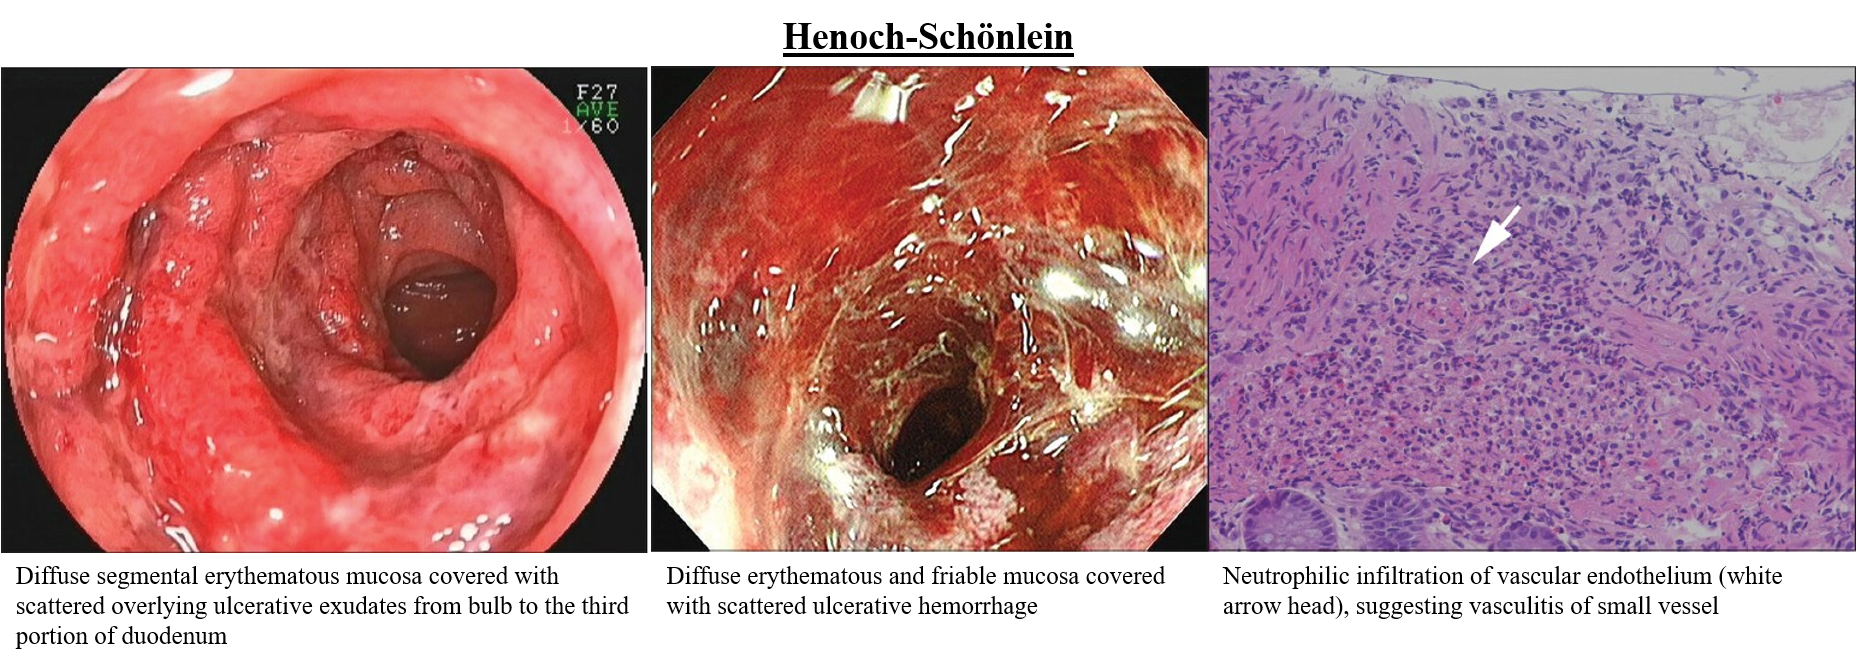 Henoch-Schönlein
F27
AVE
1/60
Diffuse segmental erythematous mucosa covered with
scattered overlying ulcerative exudates from bulb to the third
portion of duodenum
Diffuse erythematous and friable mucosa covered
with scattered ulcerative hemorrhage
Neutrophilic infiltration of vascular endothelium (white
arrow head), suggesting vasculitis of small vessel